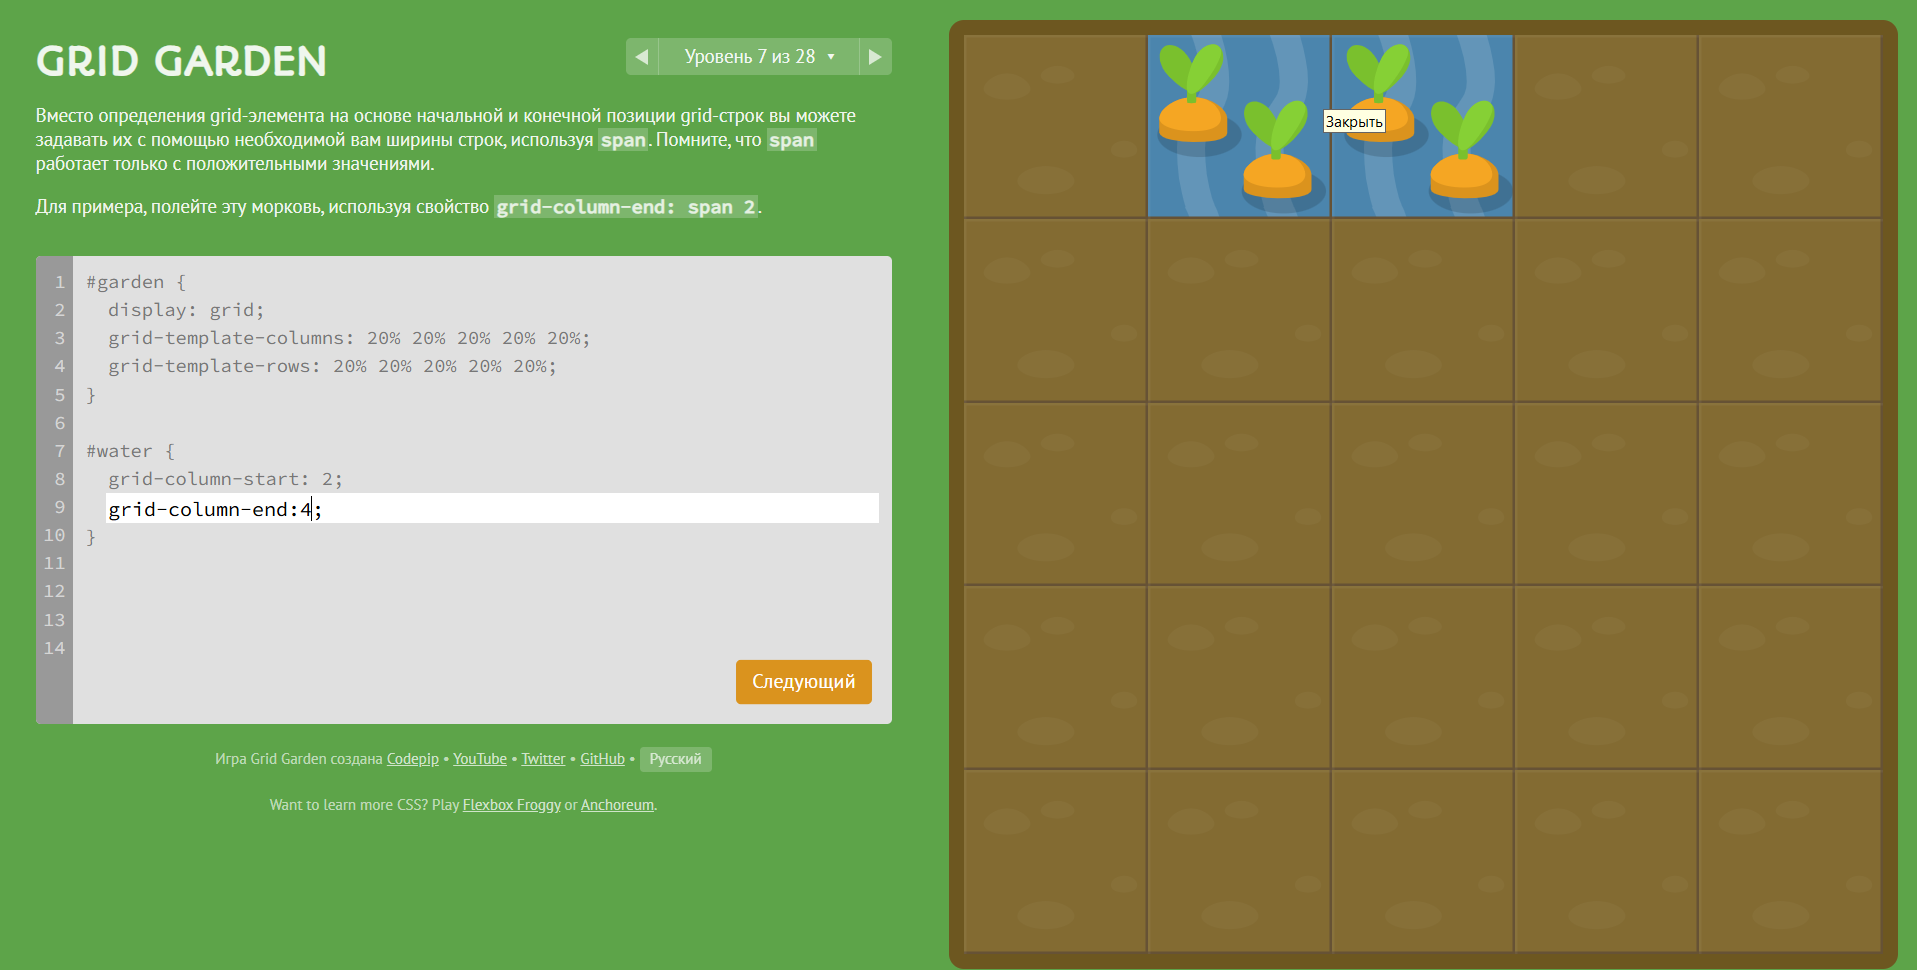 GRID GARDEN
◀ Уровень 7 из 28 ▾ ▶
Вместо определения grid-элемента на основе начальной и конечной позиции grid-строк вы можете
задавать их с помощью необходимой вам ширины строк, используя span. Помните, что span
работает только с положительными значениями.
Для примера, полейте эту морковь, используя свойство grid-column-end: span 2.
1 #garden {
2 display: grid;
3 grid-template-columns: 20% 20% 20% 20% 20%;
4 grid-template-rows: 20% 20% 20% 20% 20%;
5 }
6
7 #water {
8 grid-column-start: 2;
9 grid-column-end:4;
10 }
11
12
13
14
Следующий
Игра Grid Garden создана Codepip • YouTube • Twitter • GitHub • Русский
Want to learn more CSS? Play Flexbox Froggy or Anchoreum.
Закрыть